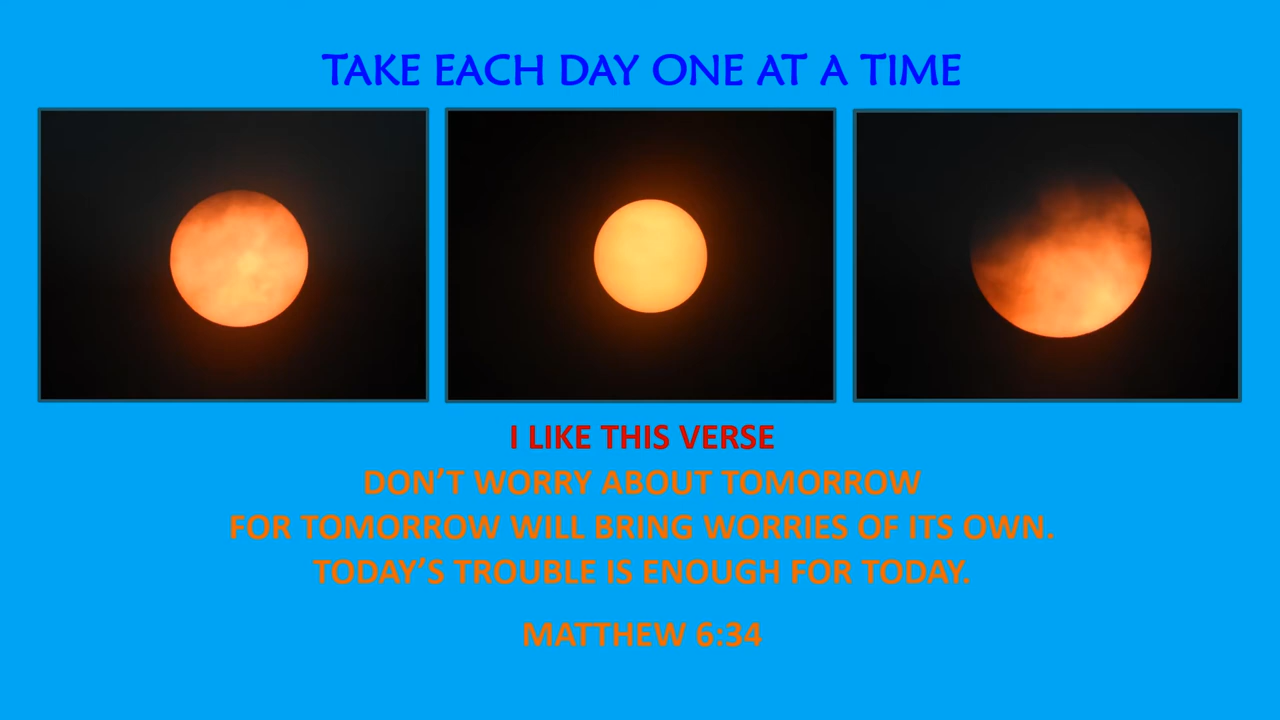 TAKE EACH DAY ONE AT A TIME
I LIKE THIS VERSE
DON’T WORRY ABOUT TOMORROW
FOR TOMORROW WILL BRING WORRIES OF ITS OWN.
TODAY’S TROUBLE IS ENOUGH FOR TODAY.
MATTHEW 6:34